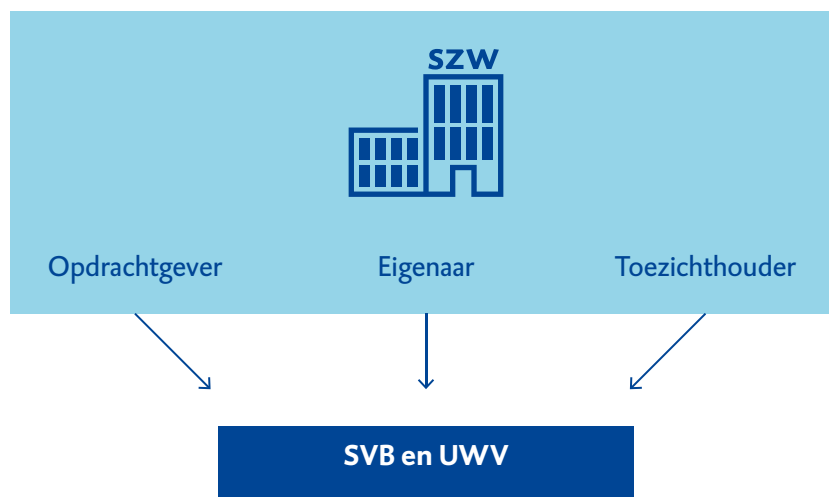 SZW
Opdrachtgever
Eigenaar
Toezichthouder
SVB en UWV